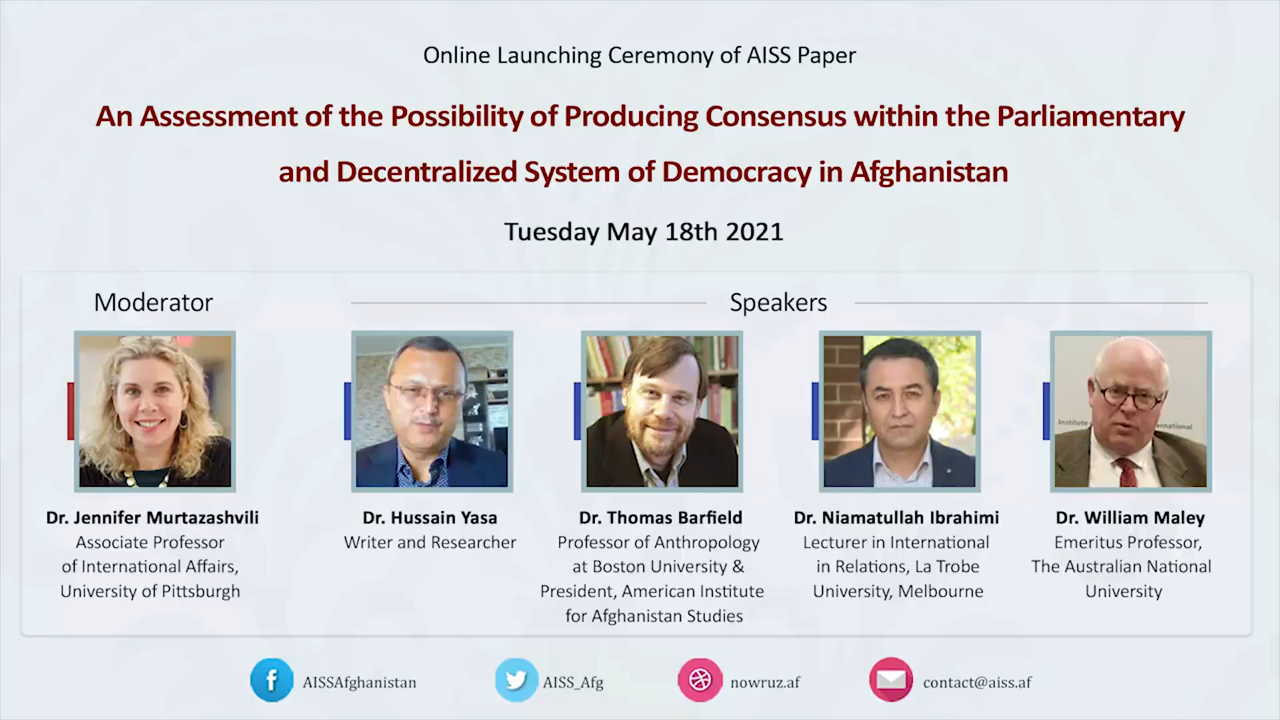 Online Launching Ceremony of AISS Paper
An Assessment of the Possibility of Producing Consensus within the Parliamentary
and Decentralized System of Democracy in Afghanistan
Tuesday May 18th 2021
Moderator
Speakers
Dr. Jennifer Murtazashvili
Associate Professor
of International Affairs,
University of Pittsburgh
Dr. Hussain Yasa
Writer and Researcher
Dr. Thomas Barfield
Professor of Anthropology
at Boston University &
President, American Institute
for Afghanistan Studies
Dr. Niamatullah Ibrahimi
Lecturer in International
in Relations, La Trobe
University, Melbourne
Institute
International
Dr. William Maley
Emeritus Professor,
The Australian National
University
AISSAfghanistan
AISS_Afg
nowruz.af
contact@aiss.af